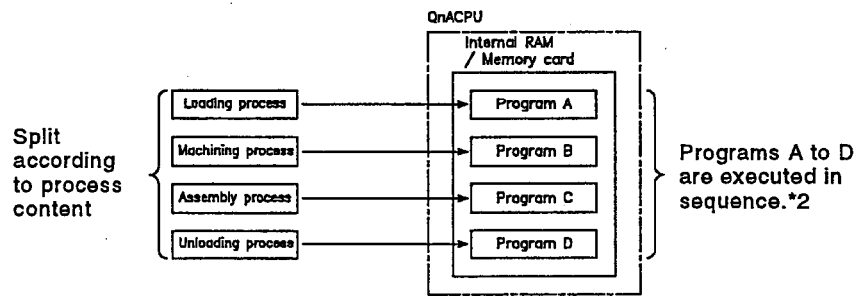 QnACPU
Internal RAM
/ Memory card
Loading process
Program A
Machining process
Program B
Assembly process
Program C
Unloading process
Program D
Split
according
to process
content
Programs A to D
are executed in
sequence.*2